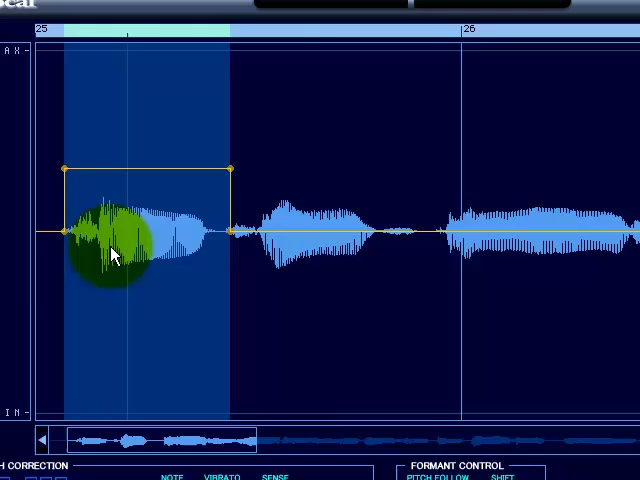 25 26
A X
I N
H CORRECTION FORMANT CONTROL
NOTE VIBRATO SENSE PITCH FOLLOW SHIFT